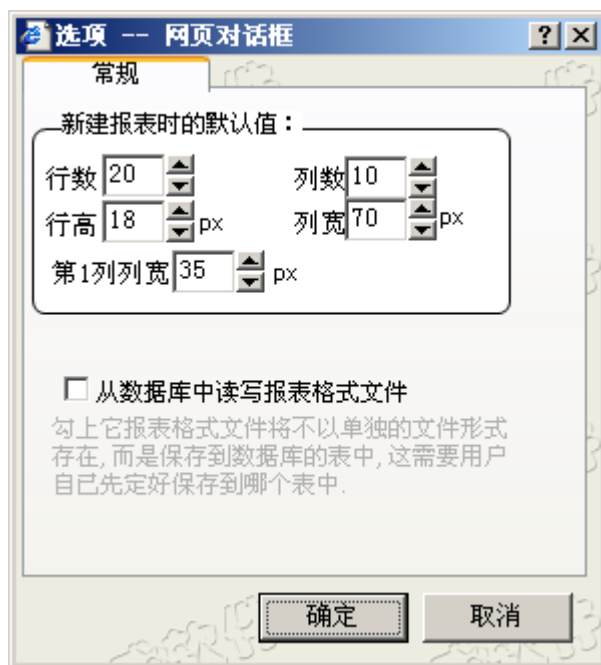 选项 -- 网页对话框
常规
新建报表时的默认值：
行数 20 列数 10
行高 18 px 列宽 70 px
第1列列宽 35 px
从数据库中读写报表格式文件
勾上它报表格式文件将不以单独的文件形式
存在,而是保存到数据库的表中,这需要用户
自已先定好保存到哪个表中.
确定 取消